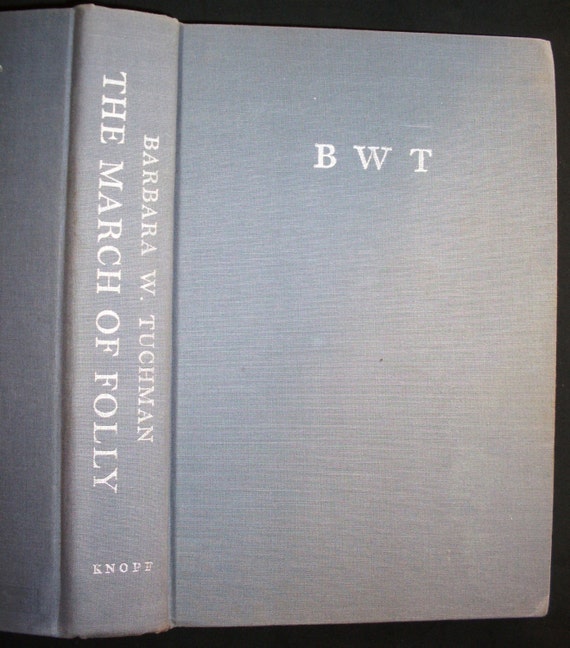 BARBARA W. TUCHMAN
THE MARCH OF FOLLY
KNOPF
B W T